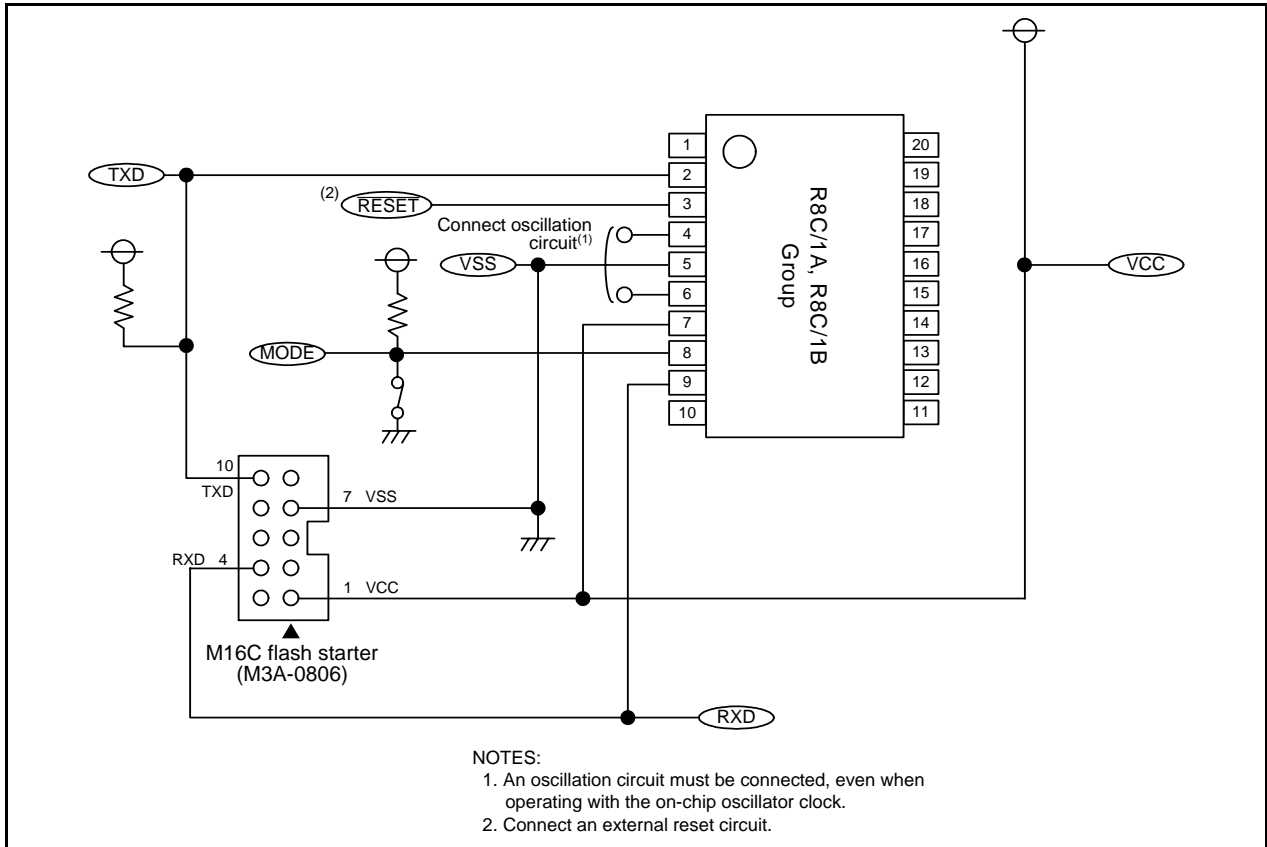 TXD
(2)
RESET
Connect oscillation
circuit(1)
VSS
MODE
1
2
3
4
5
6
7
8
9
10
R8C/1A, R8C/1B
Group
20
19
18
17
16
15
14
13
12
11
VCC
10
TXD
7 VSS
RXD 4
1 VCC
M16C flash starter
(M3A-0806)
RXD
NOTES:
1. An oscillation circuit must be connected, even when
operating with the on-chip oscillator clock.
2. Connect an external reset circuit.